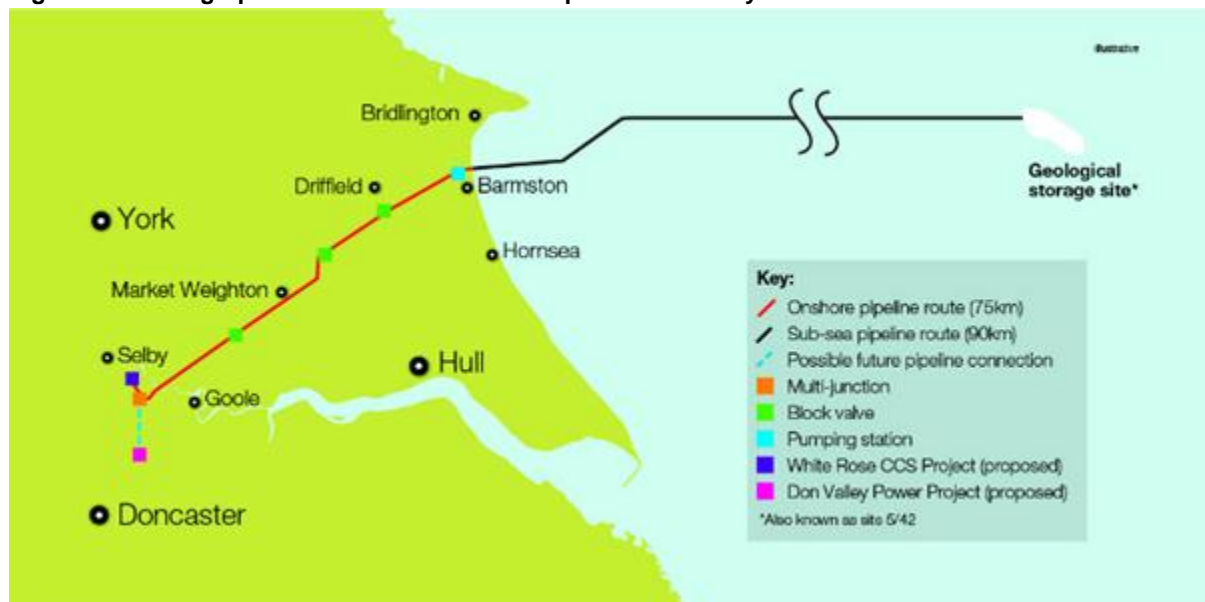 Illustrative
Bridlington
Driffield
Barmston
Geological
storage site*
York
Hornsea
Market Weighton
Key:
Onshore pipeline route (75km)
Sub-sea pipeline route (90km)
Possible future pipeline connection
Multi-junction
Block valve
Pumping station
White Rose CCS Project (proposed)
Don Valley Power Project (proposed)
*Also known as site 5/42
Selby
Hull
Goole
Doncaster